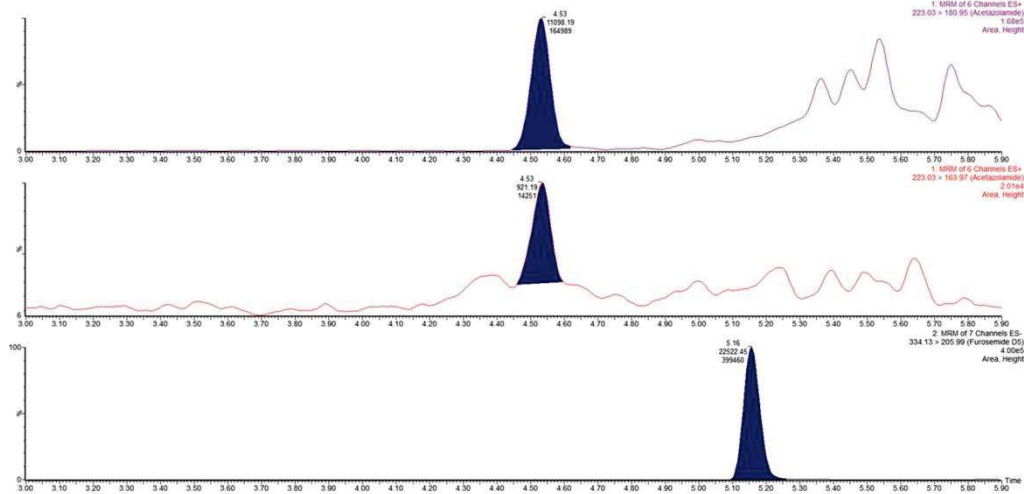 1: MRM of 6 Channels ES+
223.03 > 180.95 (Acetazolamide)
1.68e5
Area, Height
4.53
11098.19
164989
%
0
3.00 3.10 3.20 3.30 3.40 3.50 3.60 3.70 3.80 3.90 4.00 4.10 4.20 4.30 4.40 4.50 4.60 4.70 4.80 4.90 5.00 5.10 5.20 5.30 5.40 5.50 5.60 5.70 5.80 5.90
1: MRM of 6 Channels ES+
223.03 > 163.97 (Acetazolamide)
2.01e4
Area, Height
4.53
921.19
14251
%
6
3.00 3.10 3.20 3.30 3.40 3.50 3.60 3.70 3.80 3.90 4.00 4.10 4.20 4.30 4.40 4.50 4.60 4.70 4.80 4.90 5.00 5.10 5.20 5.30 5.40 5.50 5.60 5.70 5.80 5.90
2: MRM of 7 Channels ES-
334.13 > 205.99 (Furosemide D5)
4.00e5
Area, Height
5.16
22522.45
399460
100
%
0
Time
3.00 3.10 3.20 3.30 3.40 3.50 3.60 3.70 3.80 3.90 4.00 4.10 4.20 4.30 4.40 4.50 4.60 4.70 4.80 4.90 5.00 5.10 5.20 5.30 5.40 5.50 5.60 5.70 5.80 5.90